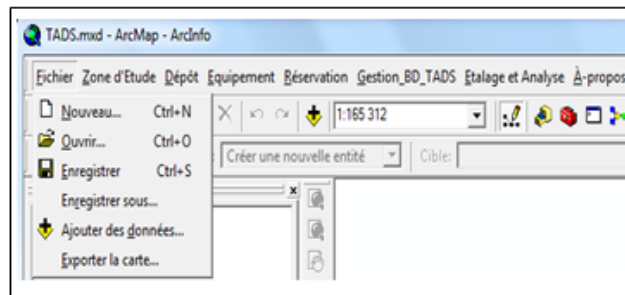 TADS.mxd - ArcMap - ArcInfo
Fichier Zone d'Etude Dépôt Equipement Réservation Gestion_BD_TADS Etalage et Analyse À-propos
Nouveau... Ctrl+N
1:165 312
Ouvrir... Ctrl+O
Créer une nouvelle entité Cible:
Enregistrer Ctrl+S
Enregistrer sous...
Ajouter des données...
Exporter la carte...